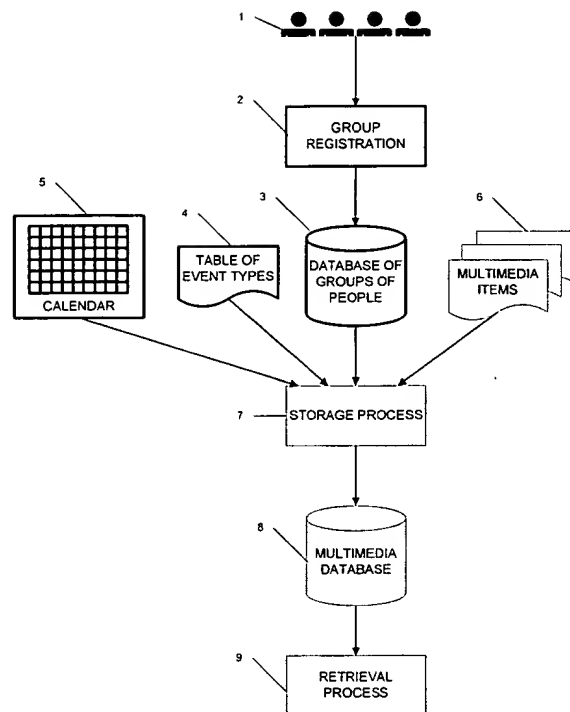 1
2
GROUP
REGISTRATION
5
4
3
6
TABLE OF
EVENT TYPES
DATABASE OF
GROUPS OF
PEOPLE
MULTIMEDIA
ITEMS
CALENDAR
7
STORAGE PROCESS
8
MULTIMEDIA
DATABASE
9
RETRIEVAL
PROCESS